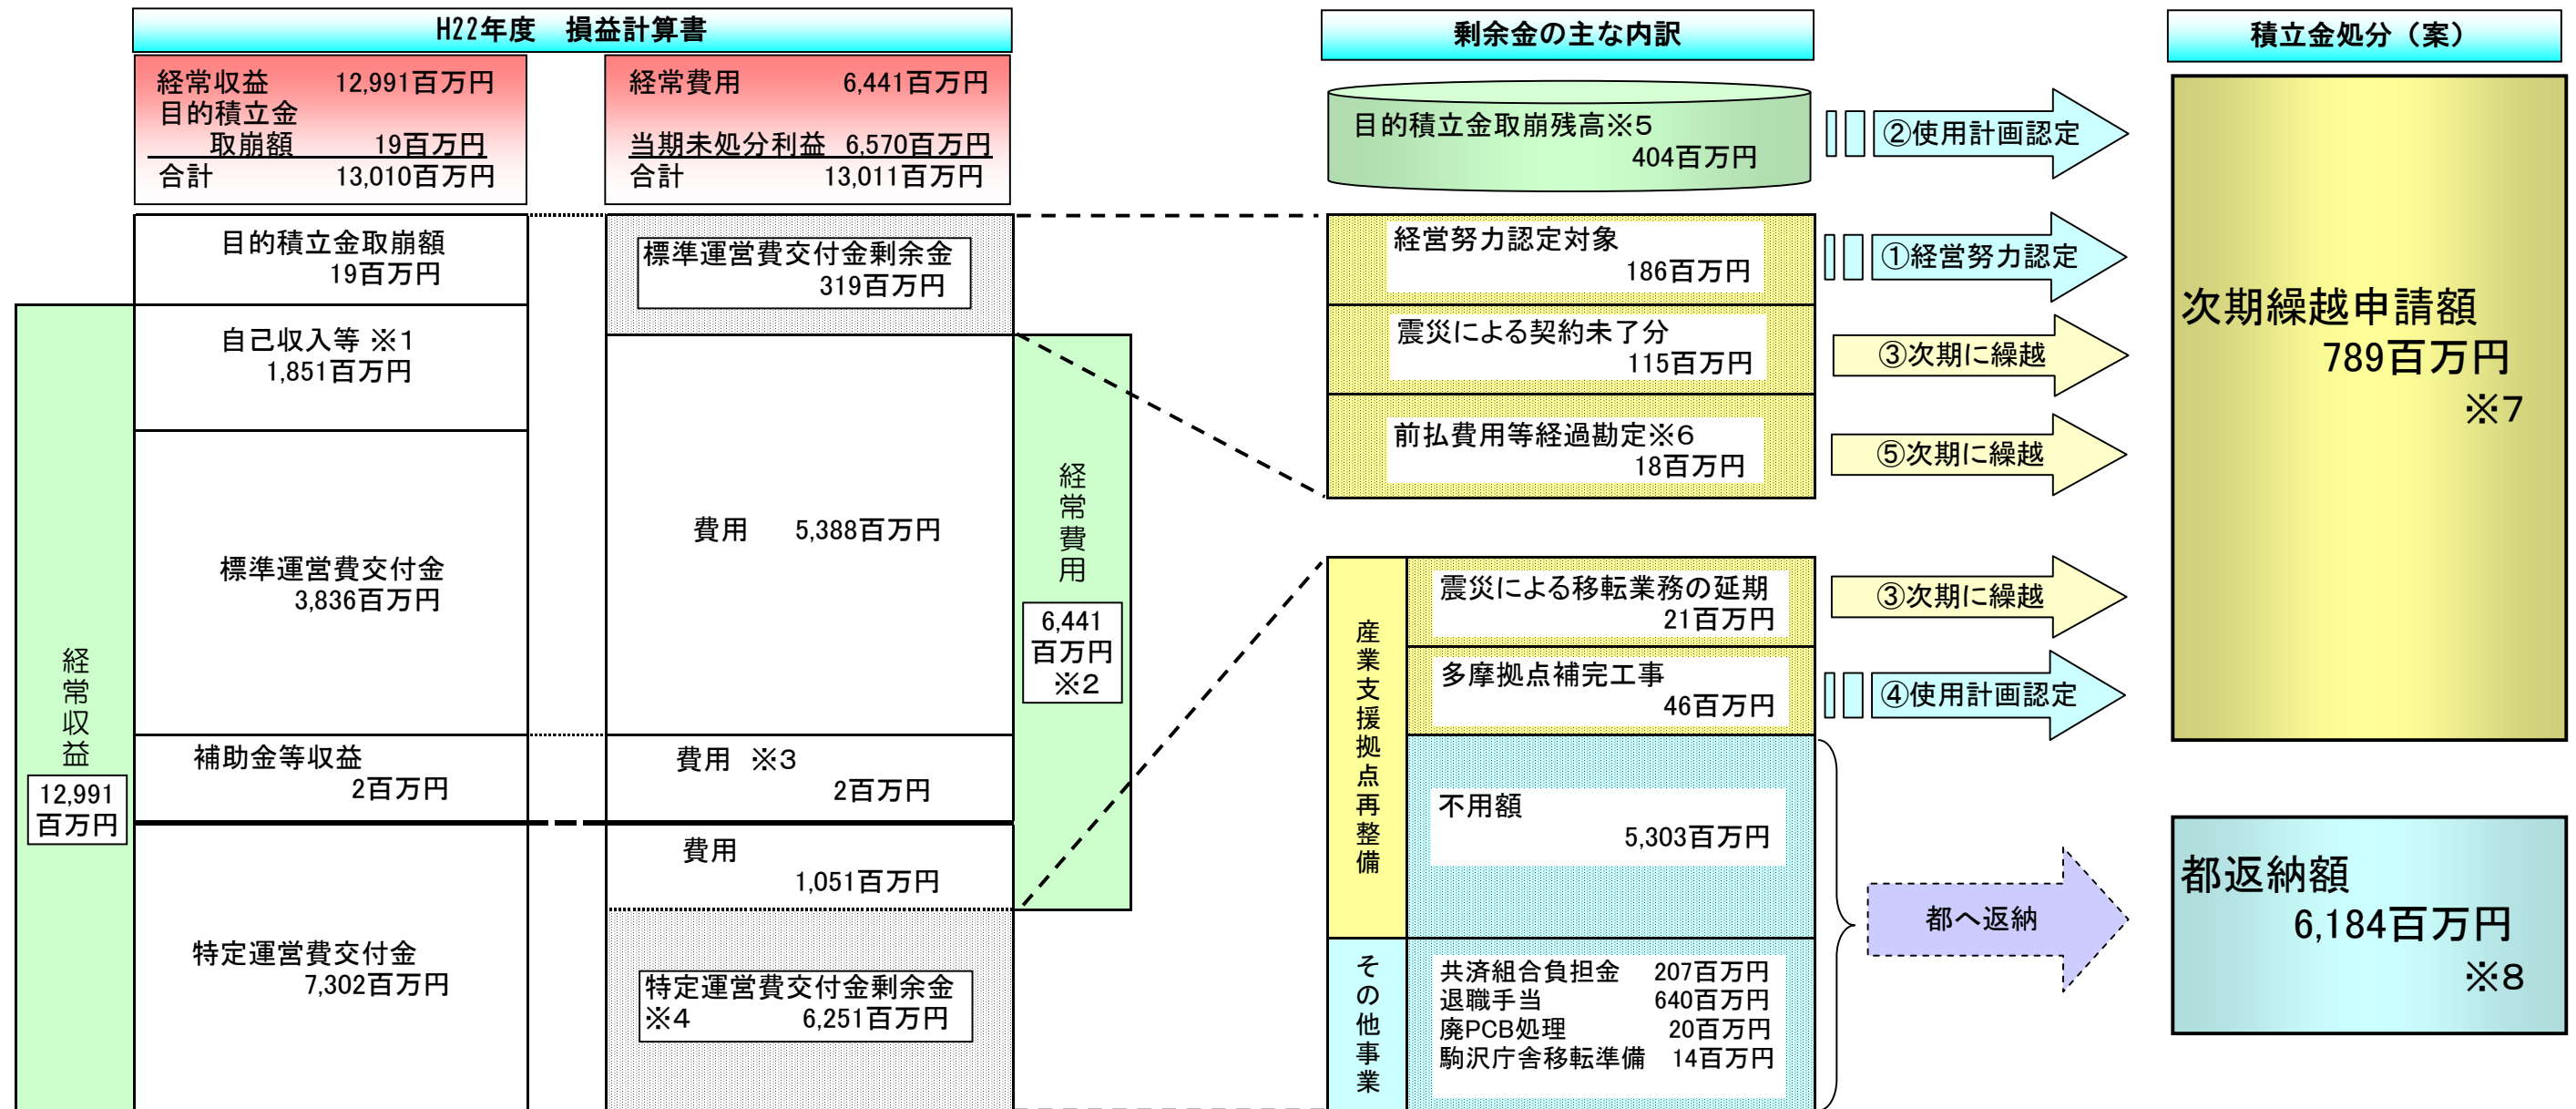 H22年度　損益計算書
経常収益　12,991百万円
目的積立金
取崩額　19百万円
合計　13,010百万円
経常費用　6,441百万円
当期未処分利益　6,570百万円
合計　13,011百万円
目的積立金取崩額
19百万円
自己収入等 ※1
1,851百万円
標準運営費交付金
3,836百万円
補助金等収益
2百万円
特定運営費交付金
7,302百万円
経常収益
12,991
百万円
標準運営費交付金剰余金
319百万円
費用　5,388百万円
費用 ※3
2百万円
費用
1,051百万円
特定運営費交付金剰余金
※4　6,251百万円
経常費用
6,441
百万円
※2
剰余金の主な内訳
目的積立金取崩残高※5
404百万円
経営努力認定対象
186百万円
震災による契約未了分
115百万円
前払費用等経過勘定※6
18百万円
産業支援拠点再整備
震災による移転業務の延期
21百万円
多摩拠点補完工事
46百万円
不用額
5,303百万円
その他事業
共済組合負担金　207百万円
退職手当　640百万円
廃PCB処理　20百万円
駒沢庁舎移転準備　14百万円
②使用計画認定
①経営努力認定
③次期に繰越
⑤次期に繰越
③次期に繰越
④使用計画認定
都へ返納
積立金処分（案）
次期繰越申請額
789百万円
※7
都返納額
6,184百万円
※8